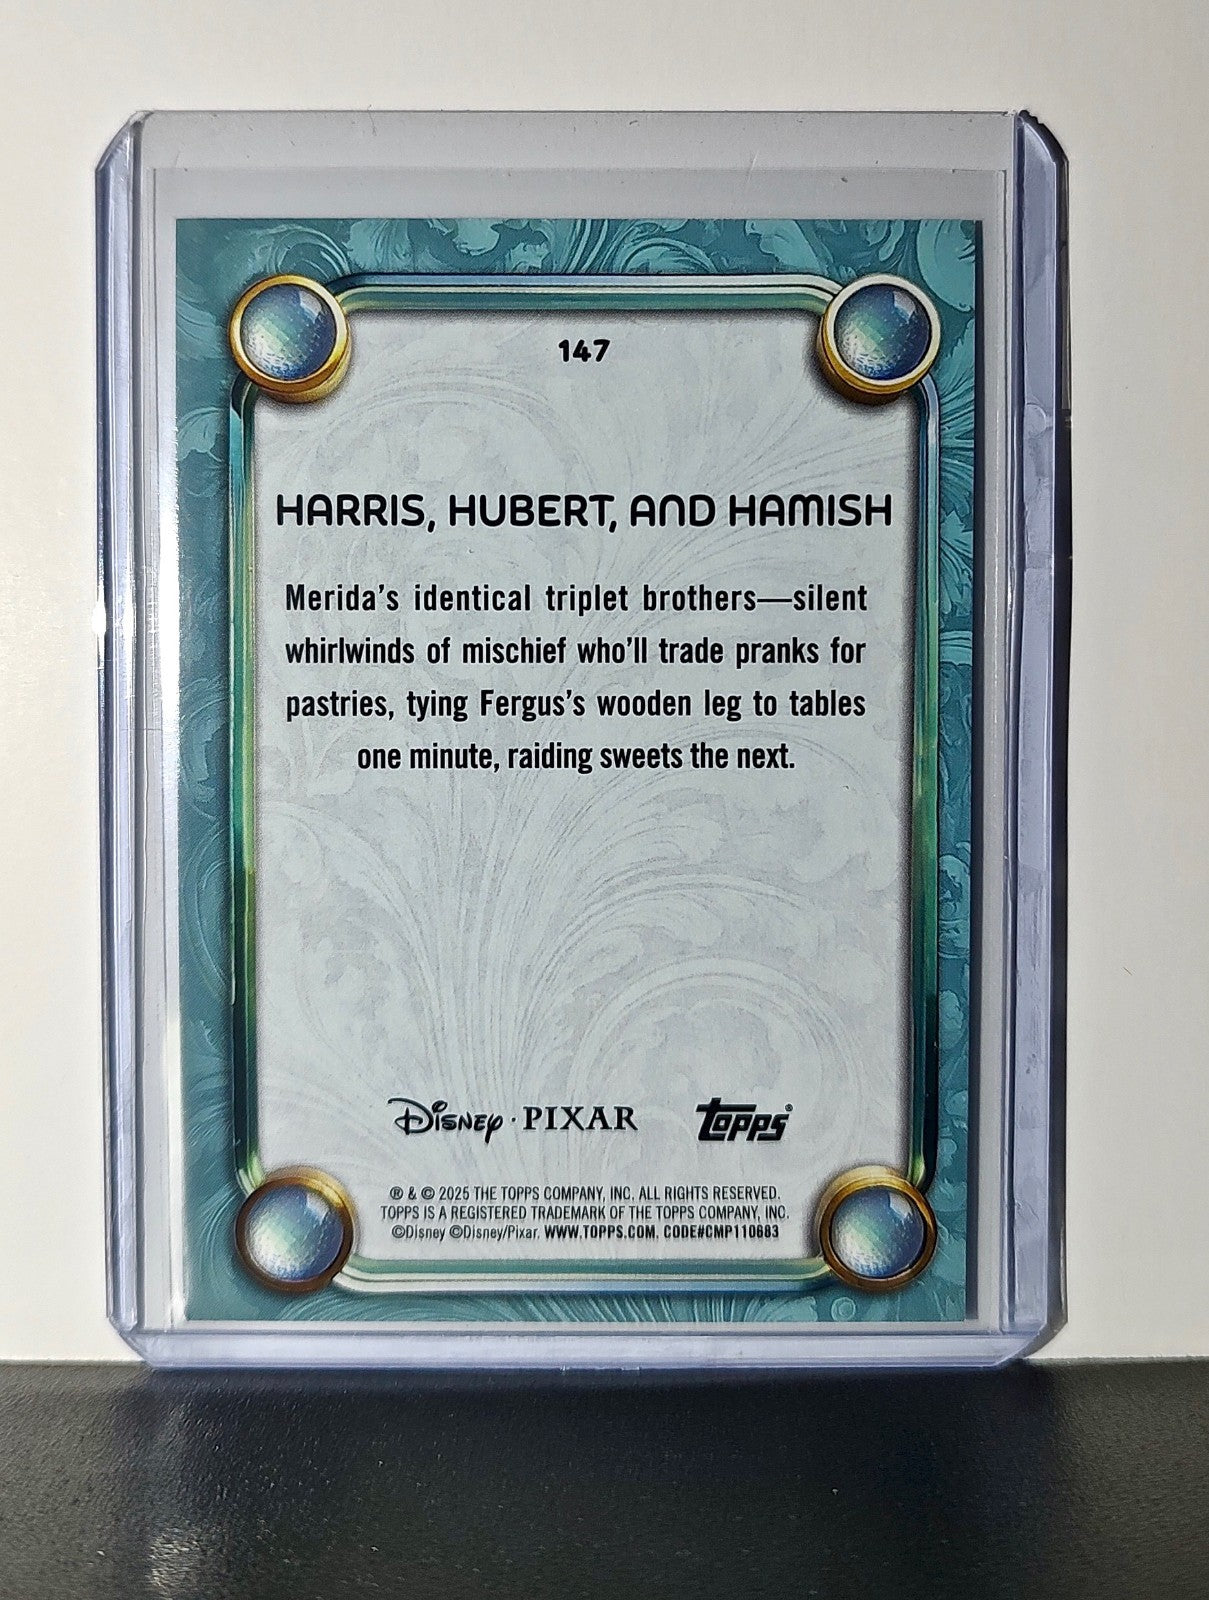 147
HARRIS, HUBERT, AND HAMISH
Merida's identical triplet brothers—silent
whirlwinds of mischief who'll trade pranks for
pastries, tying Fergus's wooden leg to tables
one minute, raiding sweets the next.
Disney · PIXAR topps®
® & © 2025 THE TOPPS COMPANY, INC. ALL RIGHTS RESERVED.
TOPPS IS A REGISTERED TRADEMARK OF THE TOPPS COMPANY, INC.
©Disney ©Disney/Pixar. WWW.TOPPS.COM. CODE#CMP110683